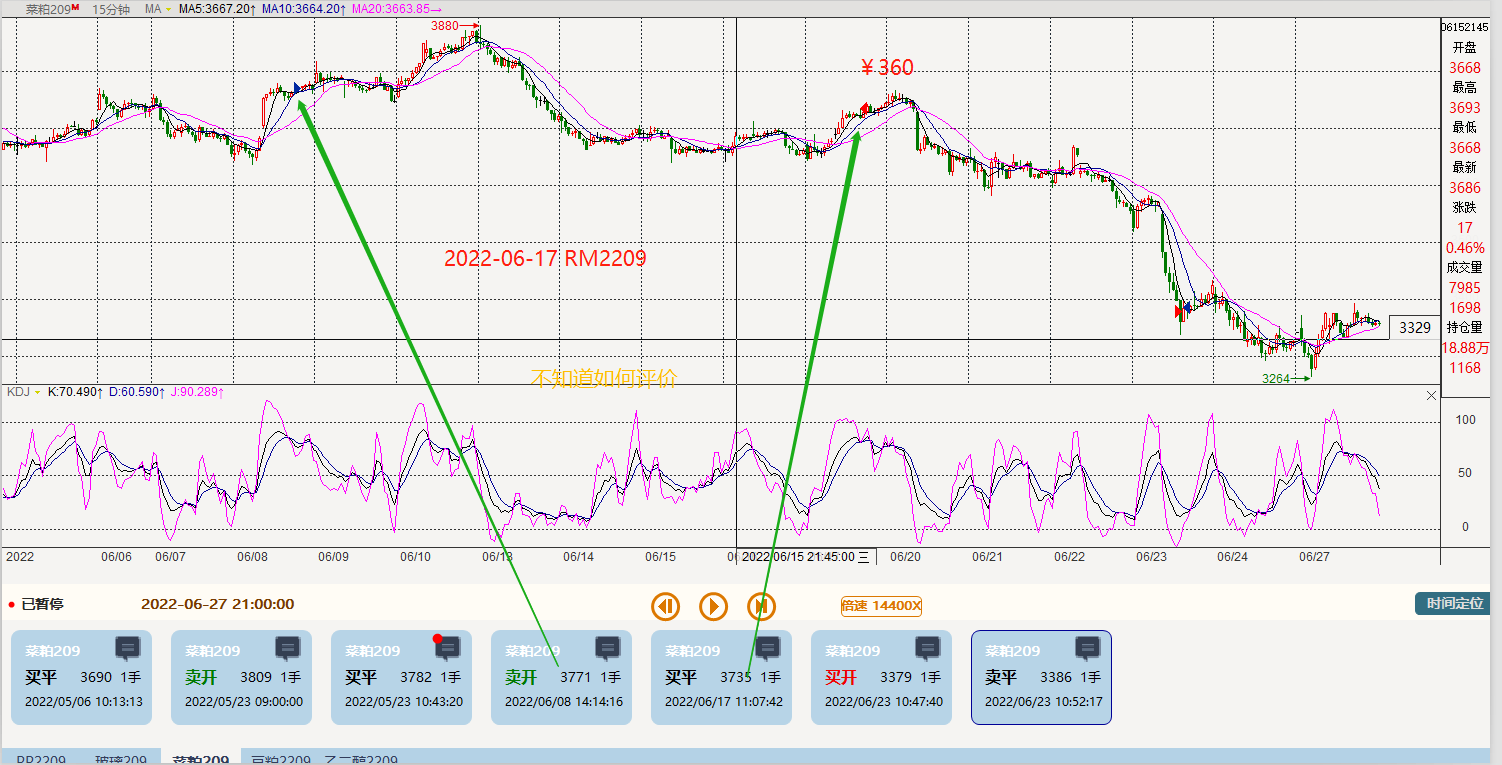 菜粕209M 15分钟 MA MA5:3667.20↑ MA10:3664.20↑ MA20:3663.85→
06152145
开盘
3668
最高
3693
最低
3668
最新
3686
涨跌
17
0.46%
成交量
7985
1698
持仓量
18.88万
1168
3880
￥360
2022-06-17 RM2209
3329
3264
不知道如何评价
KDJ K:70.490↑ D:60.590↑ J:90.289↑
100
50
0
2022 06/06 06/07 06/08 06/09 06/10 06/13 06/14 06/15 2022/06/15 21:45:00 三 06/20 06/21 06/22 06/23 06/24 06/27
已暂停 2022-06-27 21:00:00 倍速 14400X 时间定位
菜粕209
买平 3690 1手
2022/05/06 10:13:13
菜粕209
卖开 3809 1手
2022/05/23 09:00:00
菜粕209
买平 3782 1手
2022/05/23 10:43:20
菜粕209
卖开 3771 1手
2022/06/08 14:14:16
菜粕209
买平 3735 1手
2022/06/17 11:07:42
菜粕209
买开 3379 1手
2022/06/23 10:47:40
菜粕209
卖平 3386 1手
2022/06/23 10:52:17
PP2209 玻璃209 菜粕209 豆粕2209 乙二醇2209